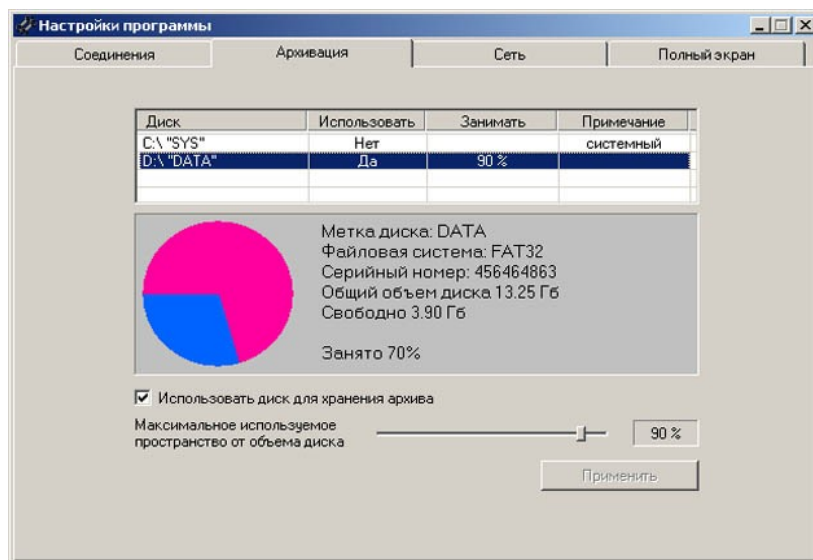 Настройки программы
Соединения Архивация Сеть Полный экран
Диск Использовать Занимать Примечание
C:\ "SYS" Нет системный
D:\ "DATA" Да 90 %
Метка диска: DATA
Файловая система: FAT32
Серийный номер: 456464863
Общий объем диска 13.25 Гб
Свободно 3.90 Гб
Занято 70%
Использовать диск для хранения архива
Максимальное используемое
пространство от объема диска
90 %
Применить